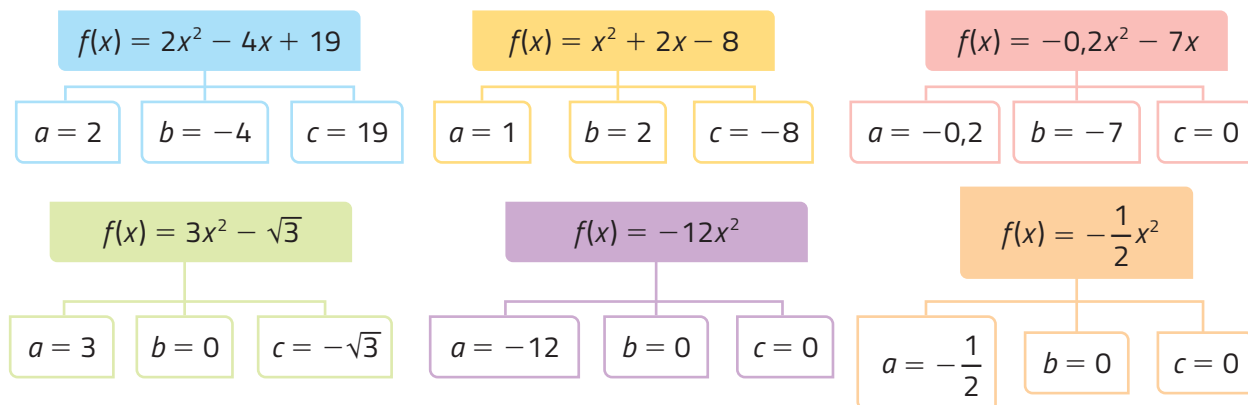 f(x) = 2x² − 4x + 19
a = 2 b = −4 c = 19
f(x) = x² + 2x − 8
a = 1 b = 2 c = −8
f(x) = −0,2x² − 7x
a = −0,2 b = −7 c = 0
f(x) = 3x² − √3
a = 3 b = 0 c = −√3
f(x) = −12x²
a = −12 b = 0 c = 0
f(x) = −1/2x²
a = −1/2 b = 0 c = 0